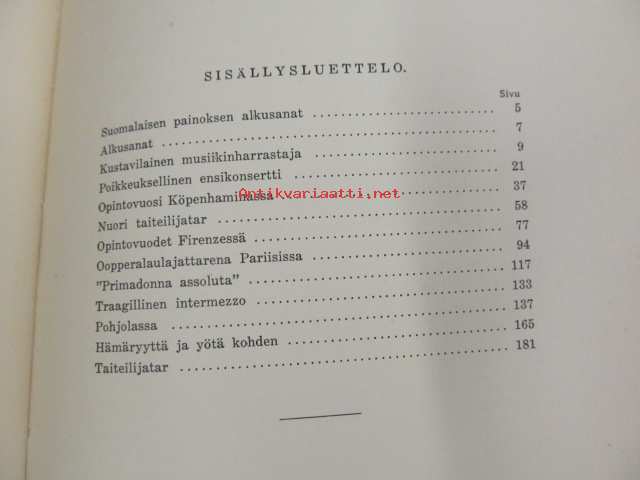 SISÄLLYSLUETTELO.
Sivu
Suomalaisen painoksen alkusanat 5
Alkusanat 7
Kustavilainen musiikinharrastaja 9
Poikkeuksellinen ensikonsertti 21
Opintovuosi Köpenhaminassa 37
Antikvariaatti.net
Nuori taiteilijatar 58
Opintovuodet Firenzessä 77
Oopperalaulajattarena Pariisissa 94
"Primadonna assoluta" 117
Traagillinen intermezzo 133
Pohjolassa 137
Hämäryyttä ja yötä kohden 165
Taiteilijatar 181